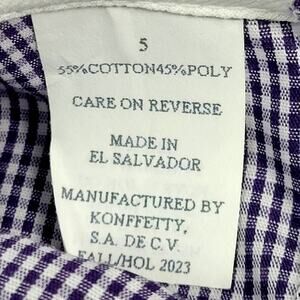 5
55%COTTON45%POLY
CARE ON REVERSE
MADE IN
EL SALVADOR
MANUFACTURED BY
KONFFETTY,
S.A. DE C.V.
FALL/HOL 2023